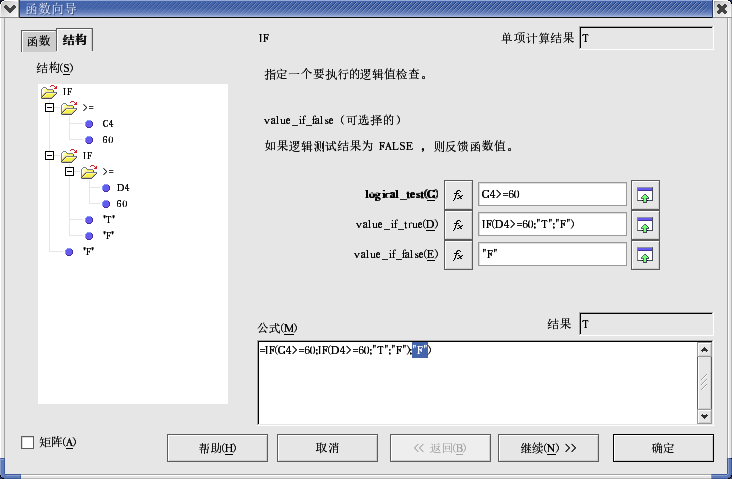 函数向导
函数 结构
IF
单项计算结果 T
结构(S)
指定一个要执行的逻辑值检查。
IF
>=
C4
60
IF
>=
D4
60
"T"
"F"
"F"
value_if_false（可选择的）
如果逻辑测试结果为 FALSE ，则反馈函数值。
logical_test(C) fx C4>=60
value_if_true(D) fx IF(D4>=60;"T";"F")
value_if_false(E) fx "F"
公式(M)
结果 T
=IF(C4>=60;IF(D4>=60;"T";"F");"F")
矩阵(A)
帮助(H) 取消 << 返回(B) 继续(N) >> 确定